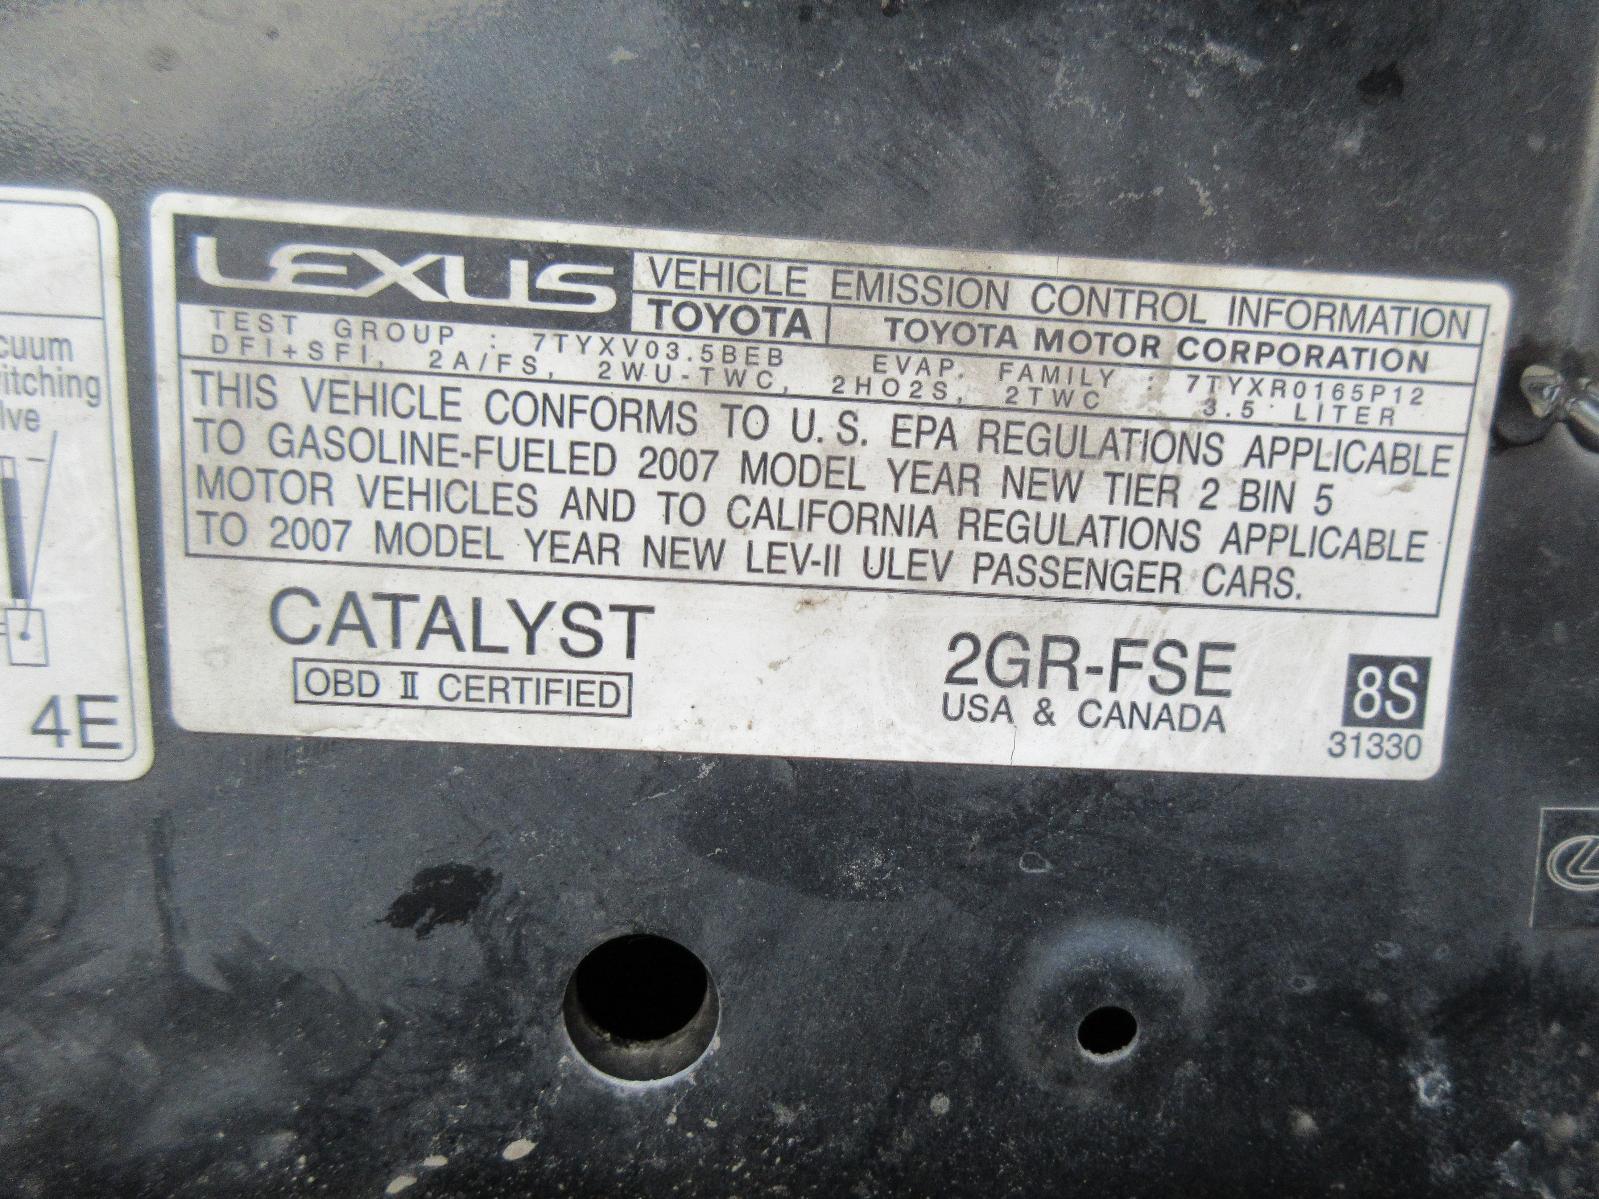 LEXUS
VEHICLE EMISSION CONTROL INFORMATION
TOYOTA TOYOTA MOTOR CORPORATION
TEST GROUP : 7TYXV03.5BEB EVAP. FAMILY : 7TYXR0165P12
DFI+SFI, 2A/FS, 2WU-TWC, 2HO2S, 2TWC 3.5 LITER
THIS VEHICLE CONFORMS TO U.S. EPA REGULATIONS APPLICABLE
TO GASOLINE-FUELED 2007 MODEL YEAR NEW TIER 2 BIN 5
MOTOR VEHICLES AND TO CALIFORNIA REGULATIONS APPLICABLE
TO 2007 MODEL YEAR NEW LEV-II ULEV PASSENGER CARS.
CATALYST
OBD II CERTIFIED
2GR-FSE
USA & CANADA
8S
31330
cuum
itching
lve
4E